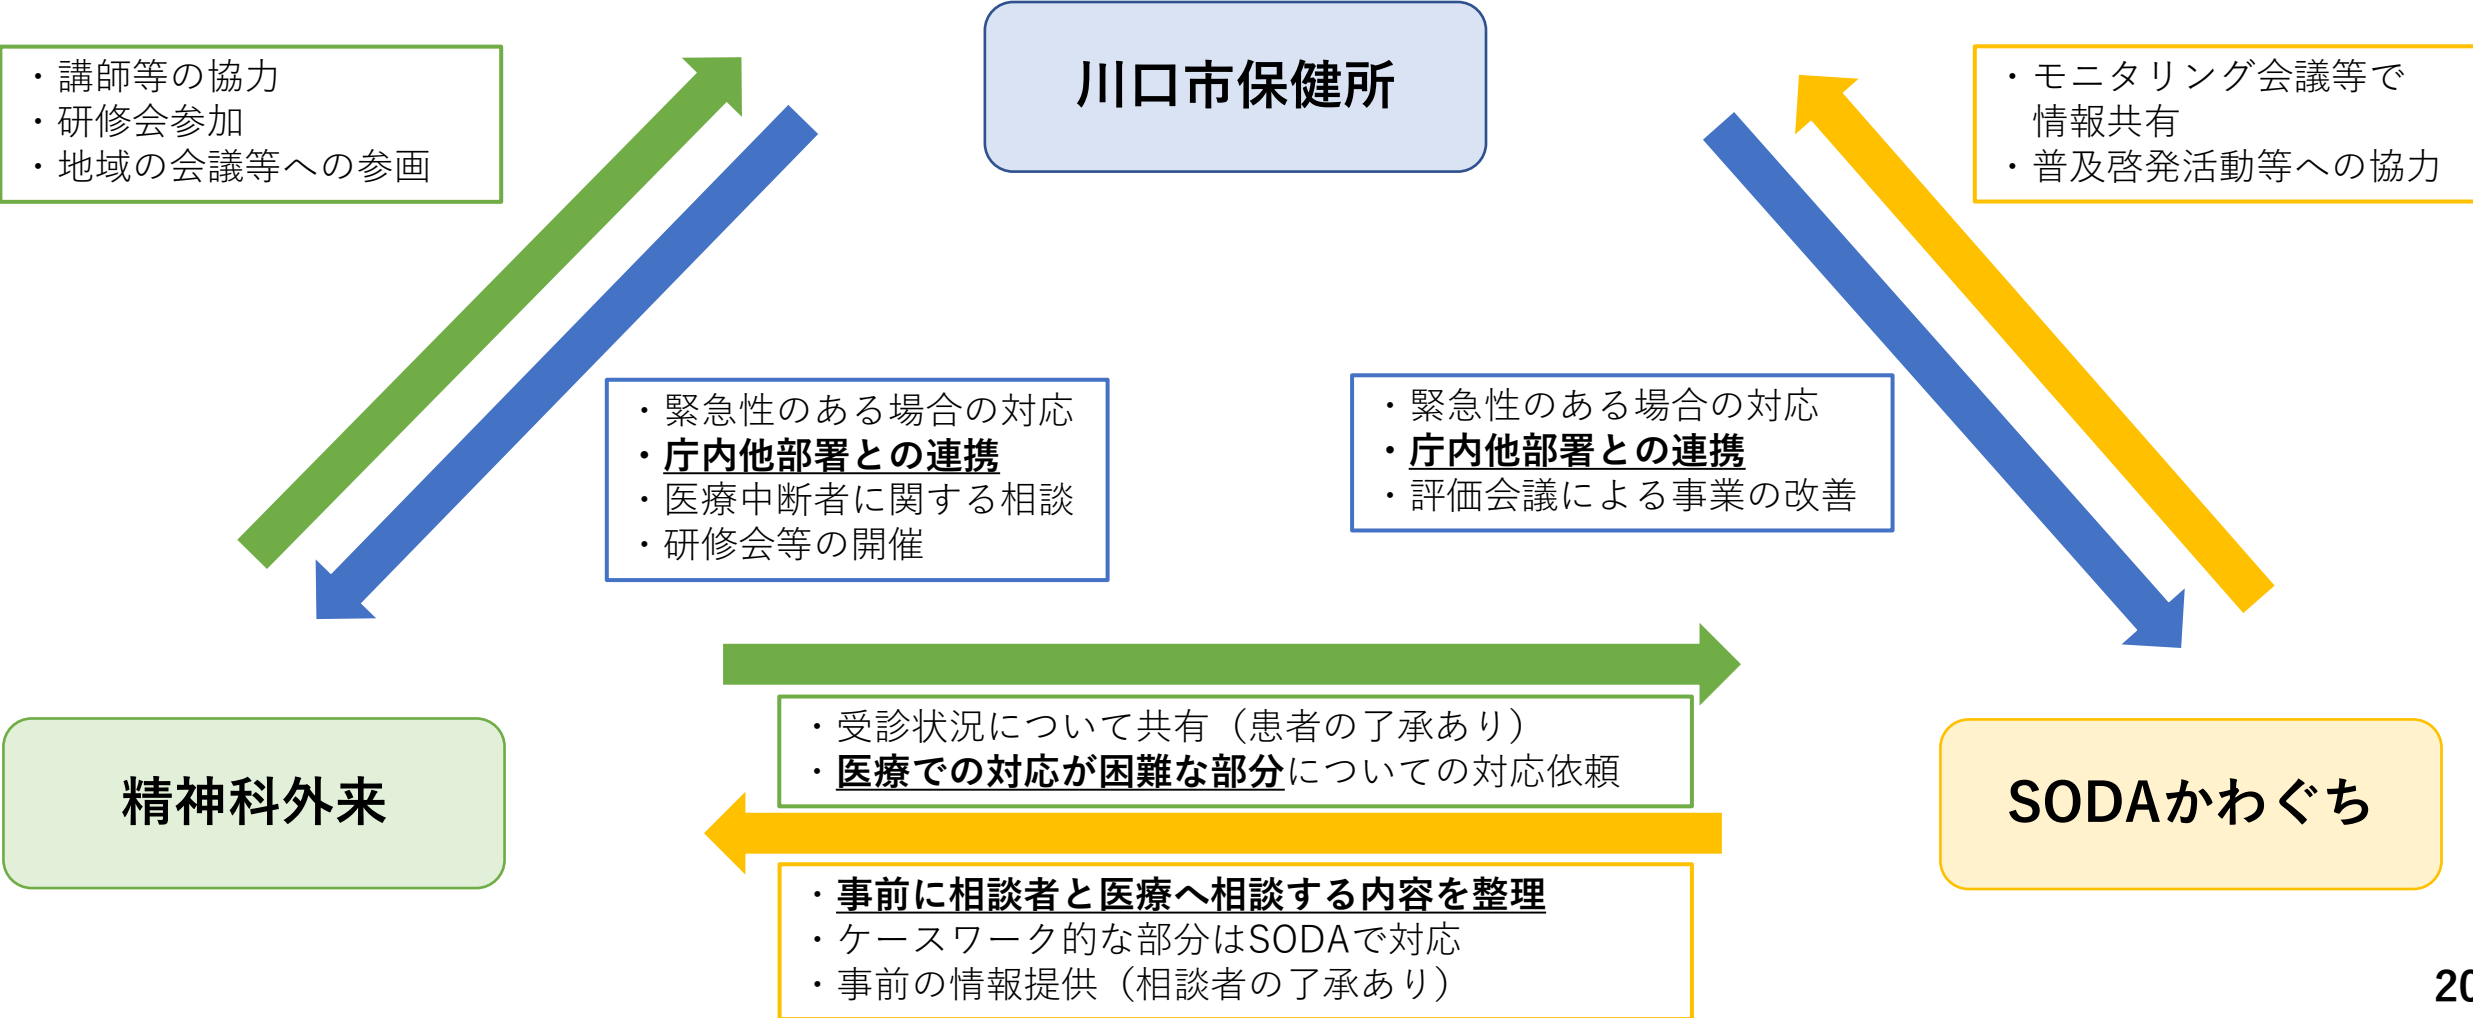 川口市保健所
・講師等の協力
・研修会参加
・地域の会議等への参画
・モニタリング会議等で
情報共有
・普及啓発活動等への協力
・緊急性のある場合の対応
・庁内他部署との連携
・医療中断者に関する相談
・研修会等の開催
・緊急性のある場合の対応
・庁内他部署との連携
・評価会議による事業の改善
・受診状況について共有（患者の了承あり）
・医療での対応が困難な部分についての対応依頼
精神科外来
SODAかわぐち
・事前に相談者と医療へ相談する内容を整理
・ケースワーク的な部分はSODAで対応
・事前の情報提供（相談者の了承あり）
20